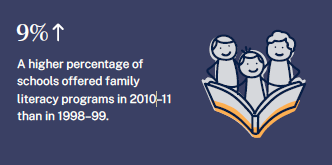 9%↑
A higher percentage of
schools offered family
literacy programs in 2010–11
than in 1998–99.